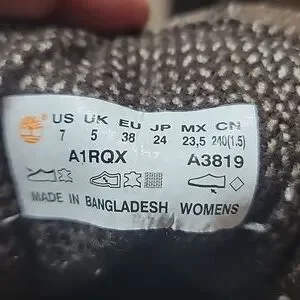 US UK EU JP MX CN
7 5 38 24 23,5 240(1.5)
A1RQX A3819
MADE IN BANGLADESH WOMENS